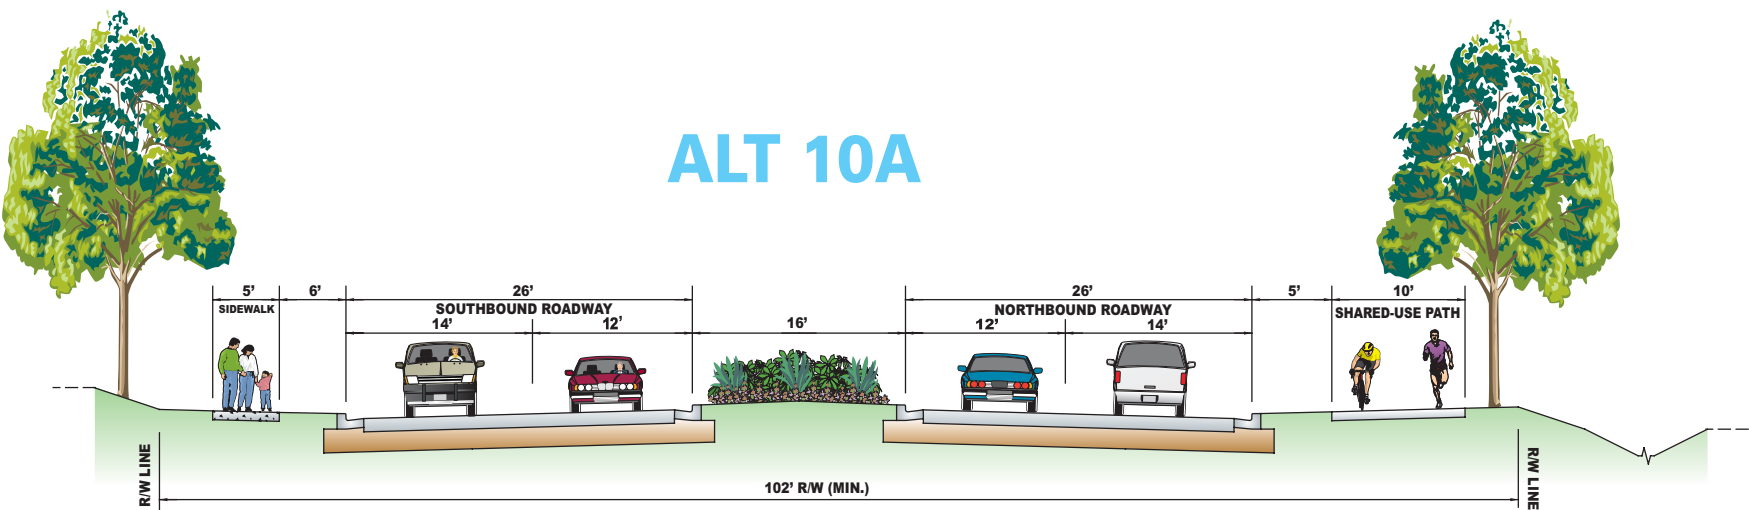 ALT 10A
5’ 6’ 26’ 26’ 5’ 10’
SIDEWALK SOUTHBOUND ROADWAY NORTHBOUND ROADWAY SHARED-USE PATH
14’ 12’ 16’ 12’ 14’
R/W LINE
R/W LINE
102’ R/W (MIN.)